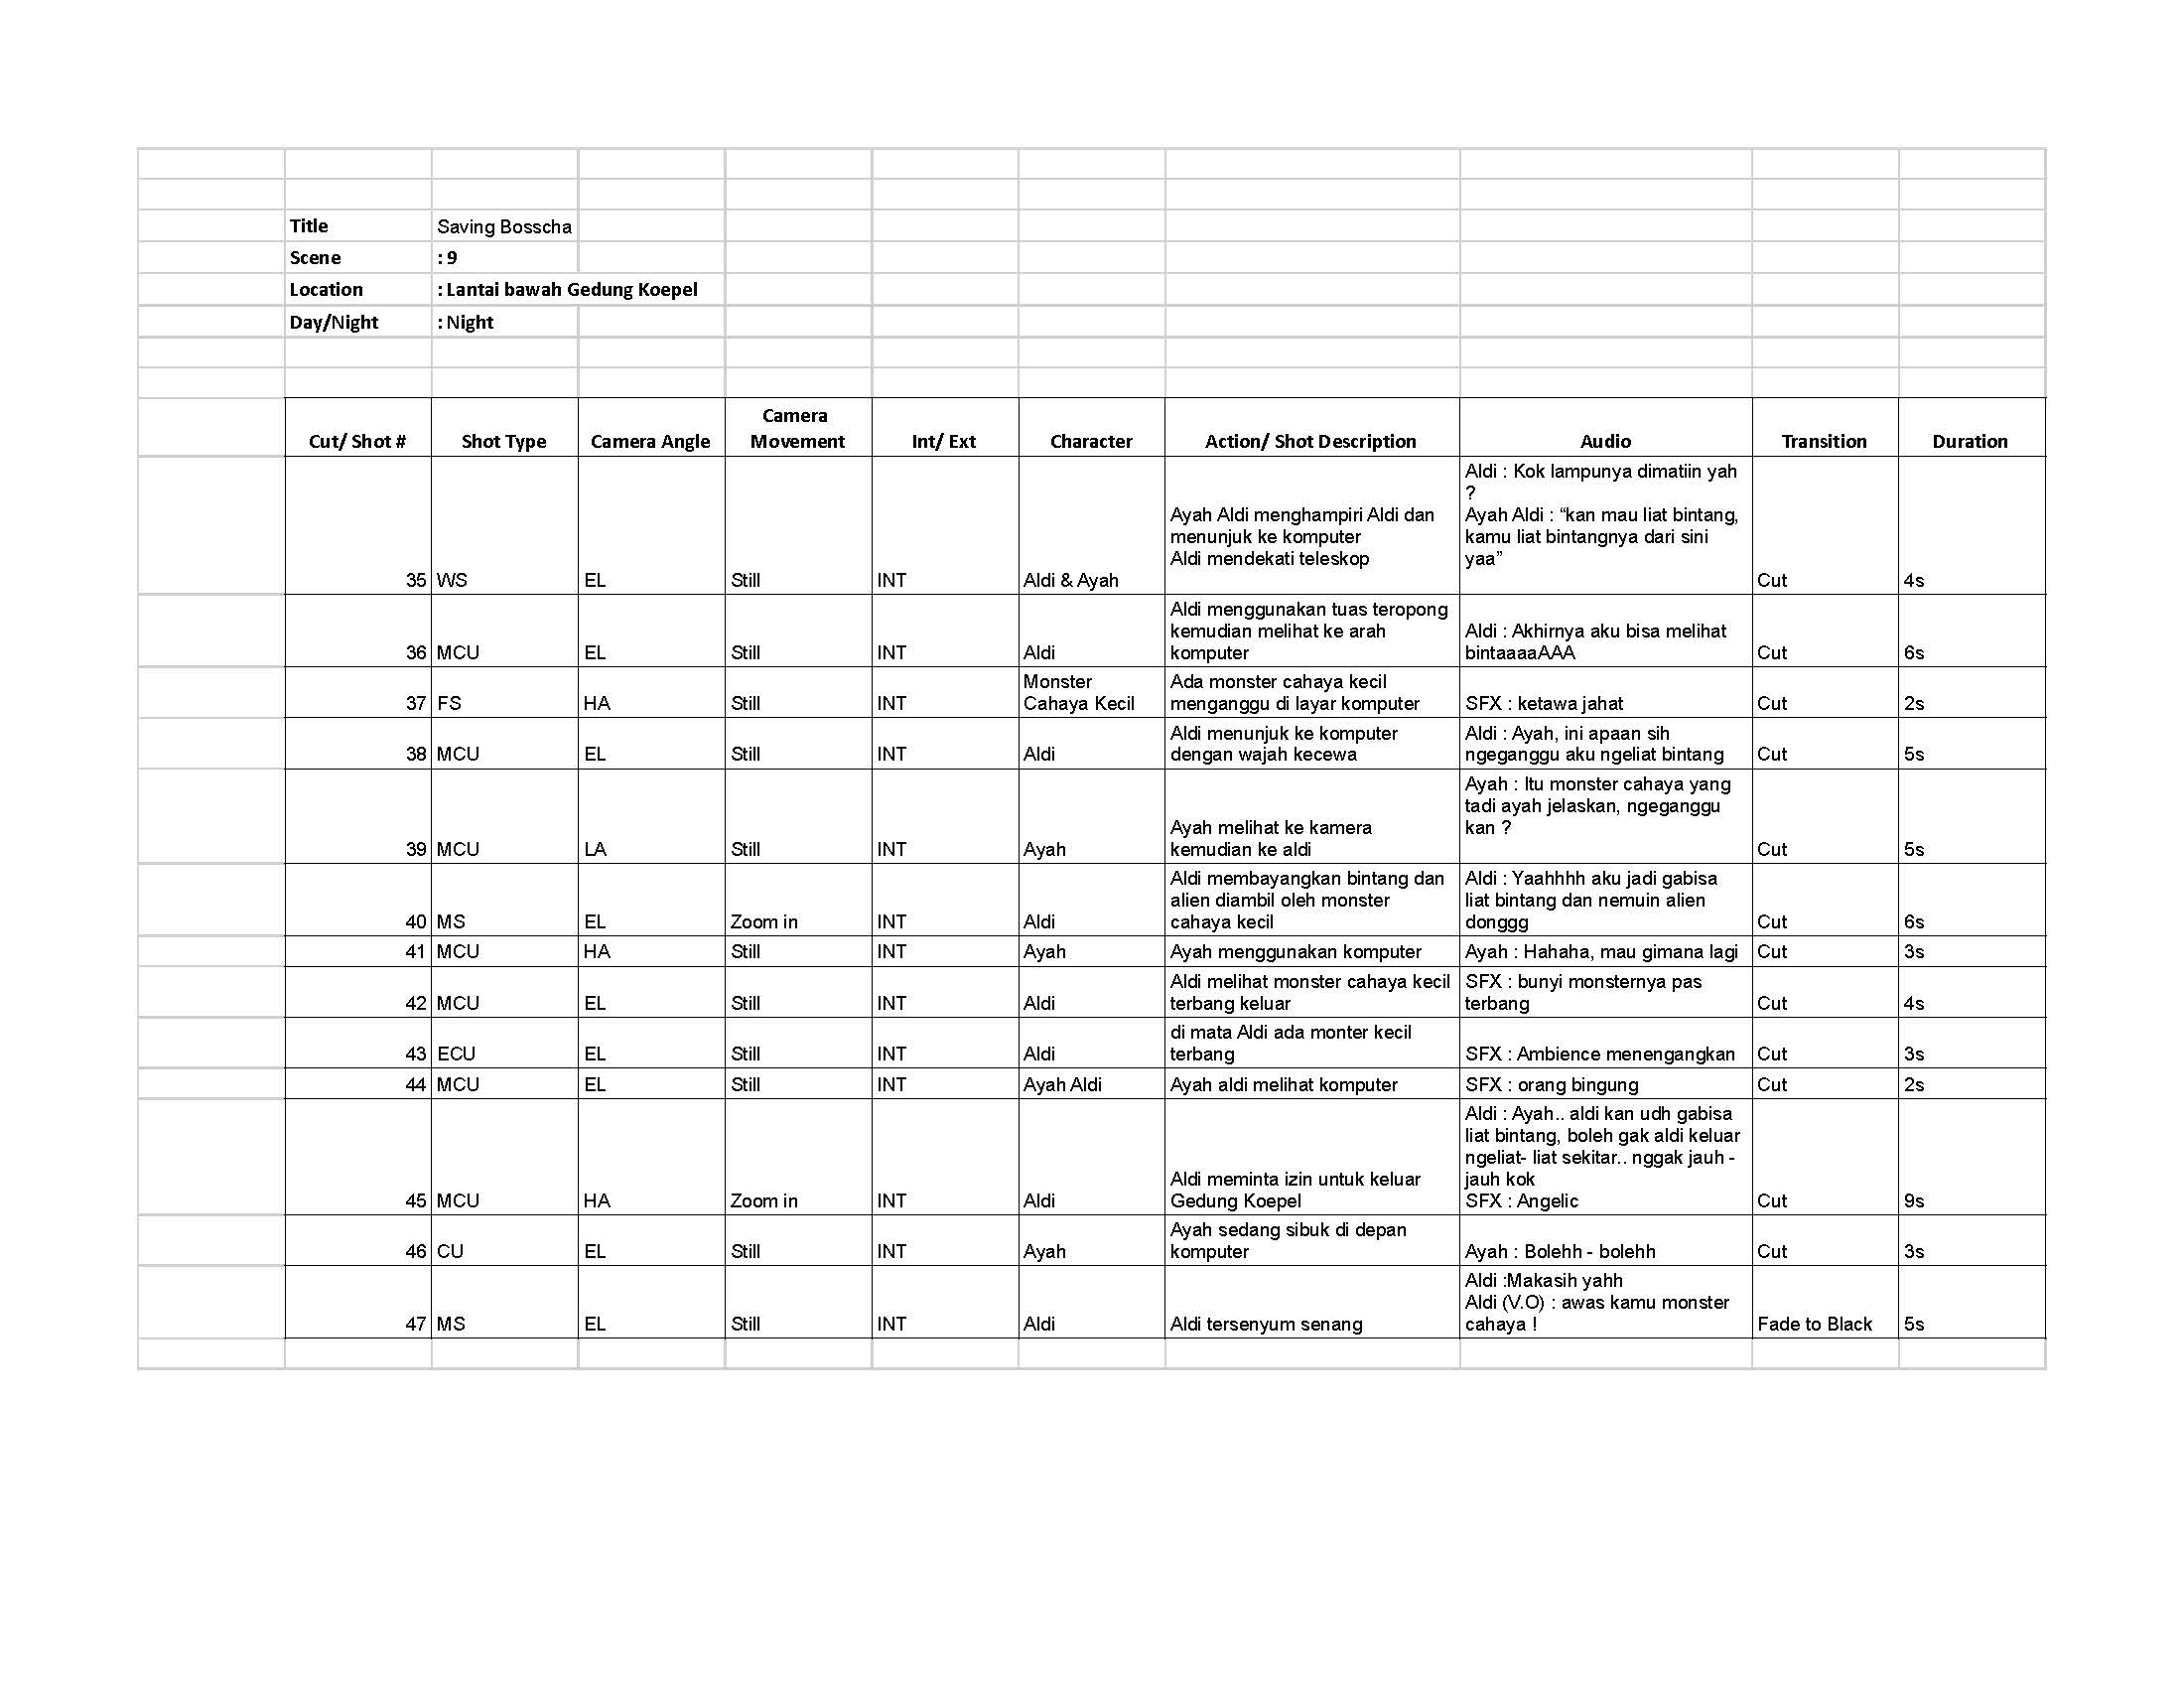 Title Saving Bosscha
Scene : 9
Location : Lantai bawah Gedung Koepel
Day/Night : Night
Cut/ Shot # Shot Type Camera Angle Camera Movement Int/ Ext Character Action/ Shot Description Audio Transition Duration
35 WS EL Still INT Aldi & Ayah
Ayah Aldi menghampiri Aldi dan
menunjuk ke komputer
Aldi mendekati teleskop
Aldi : Kok lampunya dimatiin yah
?
Ayah Aldi : “kan mau liat bintang,
kamu liat bintangnya dari sini
yaa”
Cut 4s
36 MCU EL Still INT Aldi
Aldi menggunakan tuas teropong
kemudian melihat ke arah
komputer
Aldi : Akhirnya aku bisa melihat
bintaaaaAAA
Cut 6s
37 FS HA Still INT
Monster
Cahaya Kecil
Ada monster cahaya kecil
menganggu di layar komputer
SFX : ketawa jahat
Cut 2s
38 MCU EL Still INT Aldi
Aldi menunjuk ke komputer
dengan wajah kecewa
Aldi : Ayah, ini apaan sih
ngeganggu aku ngeliat bintang
Cut 5s
39 MCU LA Still INT Ayah
Ayah melihat ke kamera
kemudian ke aldi
Ayah : Itu monster cahaya yang
tadi ayah jelaskan, ngeganggu
kan ?
Cut 5s
40 MS EL Zoom in INT Aldi
Aldi membayangkan bintang dan
alien diambil oleh monster
cahaya kecil
Aldi : Yaahhhh aku jadi gabisa
liat bintang dan nemuin alien
donggg
Cut 6s
41 MCU HA Still INT Ayah Ayah menggunakan komputer Ayah : Hahaha, mau gimana lagi Cut 3s
42 MCU EL Still INT Aldi
Aldi melihat monster cahaya kecil
terbang keluar
SFX : bunyi monsternya pas
terbang
Cut 4s
43 ECU EL Still INT Aldi
di mata Aldi ada monter kecil
terbang
SFX : Ambience menengangkan
Cut 3s
44 MCU EL Still INT Ayah Aldi Ayah aldi melihat komputer SFX : orang bingung Cut 2s
45 MCU HA Zoom in INT Aldi
Aldi meminta izin untuk keluar
Gedung Koepel
Aldi : Ayah.. aldi kan udh gabisa
liat bintang, boleh gak aldi keluar
ngeliat- liat sekitar.. nggak jauh -
jauh kok
SFX : Angelic
Cut 9s
46 CU EL Still INT Ayah
Ayah sedang sibuk di depan
komputer
Ayah : Bolehh - bolehh
Cut 3s
47 MS EL Still INT Aldi
Aldi tersenyum senang
Aldi :Makasih yahh
Aldi (V.O) : awas kamu monster
cahaya !
Fade to Black 5s